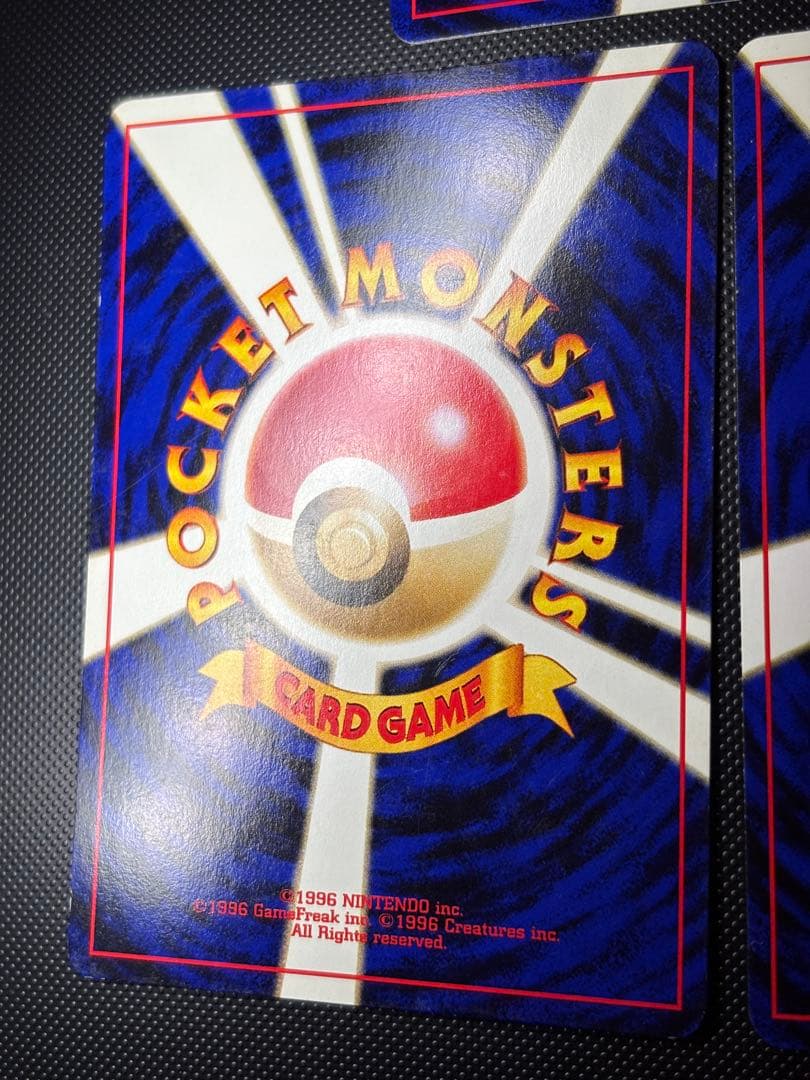 POCKET MONSTERS
CARD GAME
©1996 NINTENDO inc.
©1996 GameFreak inc. ©1996 Creatures inc.
All Rights reserved.